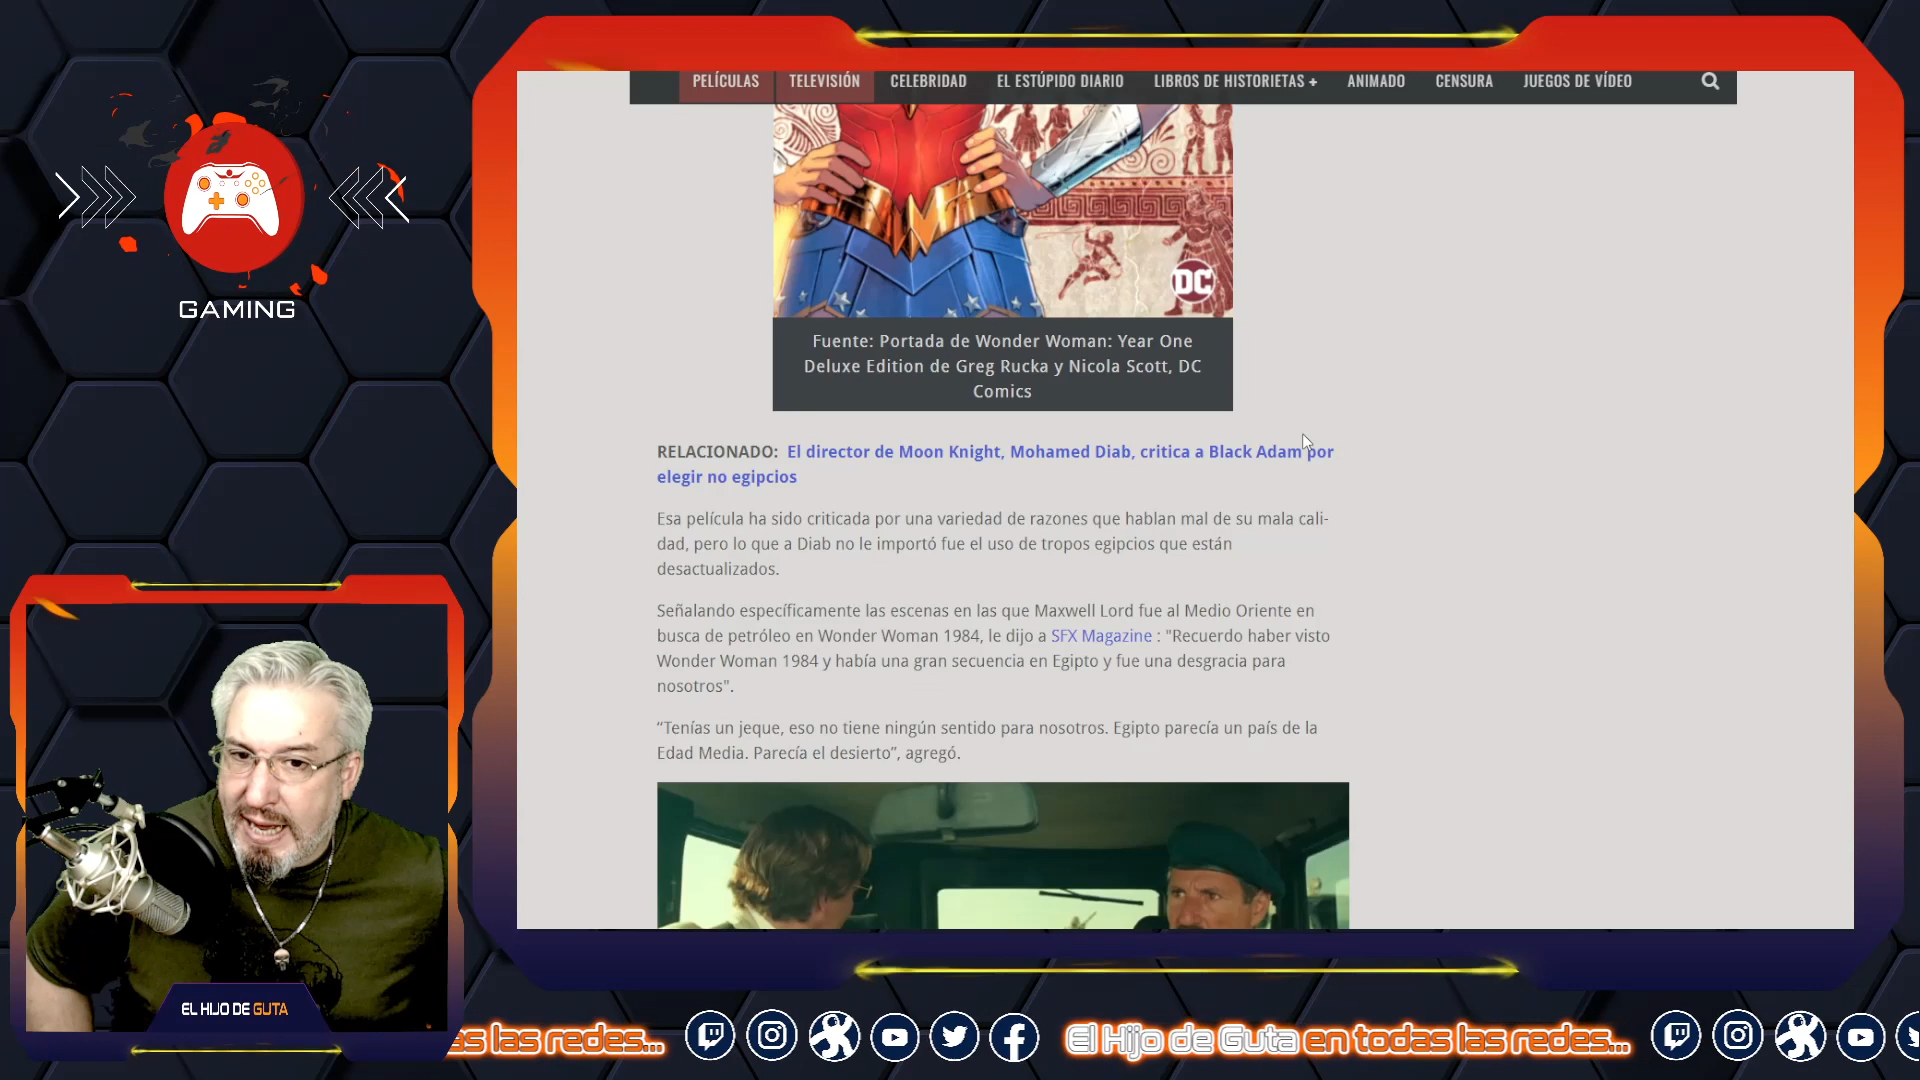 GAMING
PELÍCULAS TELEVISIÓN CELEBRIDAD EL ESTÚPIDO DIARIO LIBROS DE HISTORIETAS + ANIMADO CENSURA JUEGOS DE VÍDEO
DC
Fuente: Portada de Wonder Woman: Year One
Deluxe Edition de Greg Rucka y Nicola Scott, DC
Comics
RELACIONADO: El director de Moon Knight, Mohamed Diab, critica a Black Adam por
elegir no egipcios
Esa película ha sido criticada por una variedad de razones que hablan mal de su mala cali-
dad, pero lo que a Diab no le importó fue el uso de tropos egipcios que están
desactualizados.
Señalando específicamente las escenas en las que Maxwell Lord fue al Medio Oriente en
busca de petróleo en Wonder Woman 1984, le dijo a SFX Magazine : "Recuerdo haber visto
Wonder Woman 1984 y había una gran secuencia en Egipto y fue una desgracia para
nosotros".
“Tenías un jeque, eso no tiene ningún sentido para nosotros. Egipto parecía un país de la
Edad Media. Parecía el desierto”, agregó.
EL HIJO DE GUTA
as las redes... El Hijo de Guta en todas las redes...